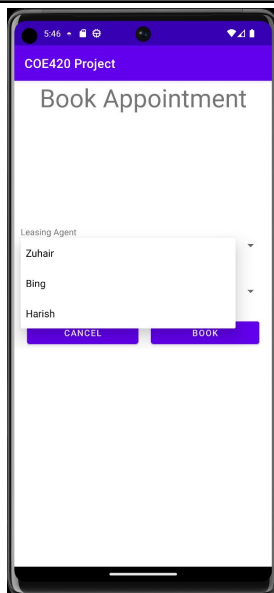 5:46
COE420 Project
Book Appointment
Leasing Agent
Zuhair
Bing
Harish
CANCEL BOOK